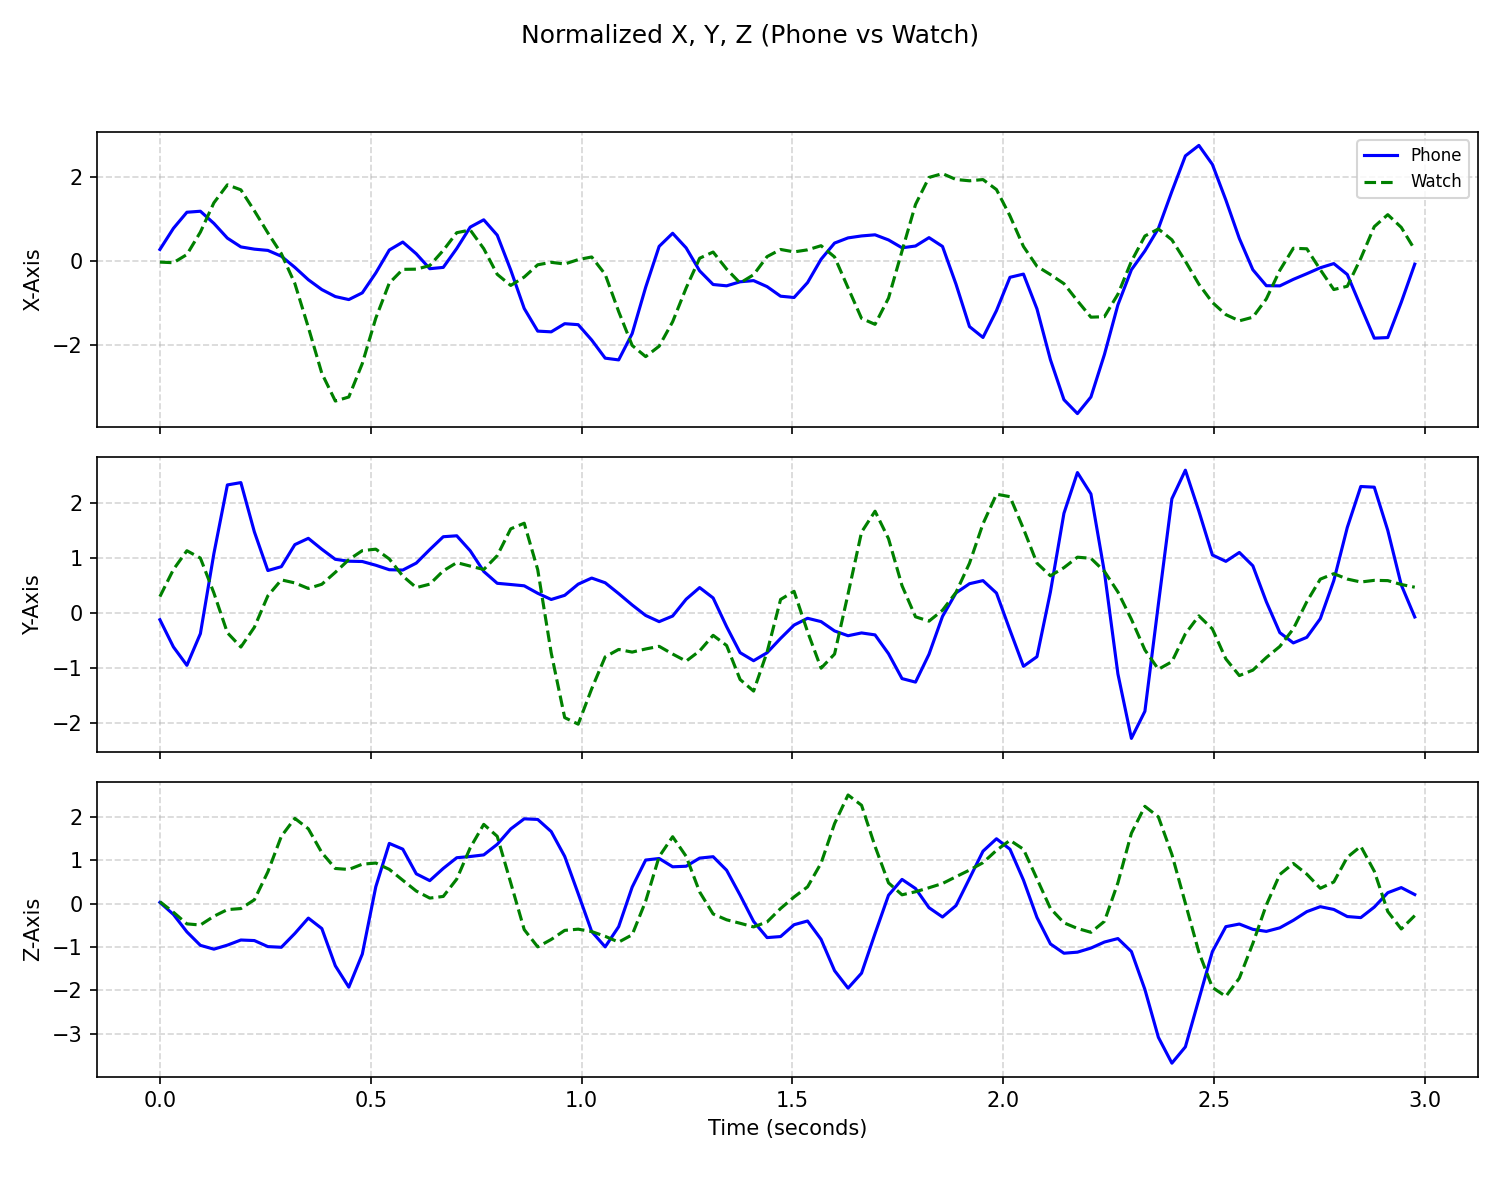 Normalized X, Y, Z (Phone vs Watch)
Phone
Watch
2
0
−2
X-Axis
2
1
0
−1
−2
Y-Axis
2
1
0
−1
−2
−3
Z-Axis
0.0 0.5 1.0 1.5 2.0 2.5 3.0
Time (seconds)